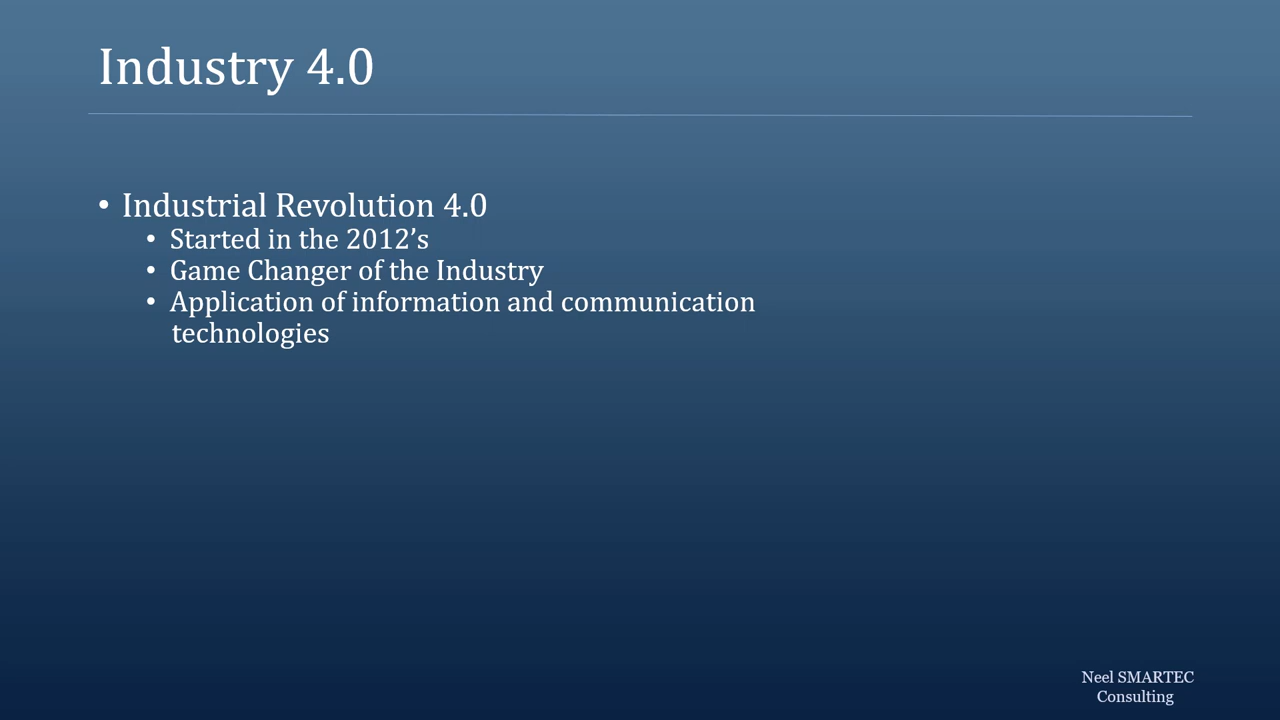 Industry 4.0
• Industrial Revolution 4.0
• Started in the 2012’s
• Game Changer of the Industry
• Application of information and communication
technologies
Neel SMARTEC
Consulting